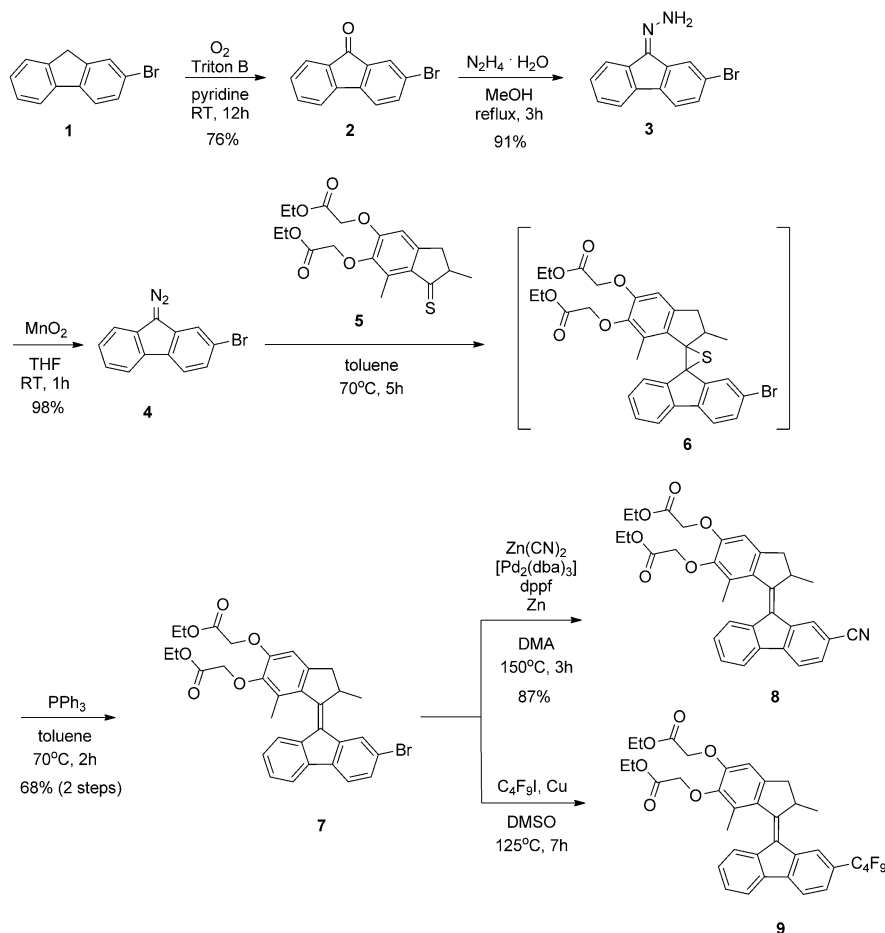 Br
1
O₂
Triton B
pyridine
RT, 12h
76%
O
Br
2
N₂H₄ · H₂O
MeOH
reflux, 3h
91%
NH₂
N
Br
3
MnO₂
THF
RT, 1h
98%
N₂
Br
4
O
EtO
O
EtO
O
O
S
5
toluene
70°C, 5h
O
EtO
O
EtO
O
O
S
Br
6
PPh₃
toluene
70°C, 2h
68% (2 steps)
O
EtO
O
EtO
O
O
Br
7
Zn(CN)₂
[Pd₂(dba)₃]
dppf
Zn
DMA
150°C, 3h
87%
O
EtO
O
EtO
O
O
CN
8
C₄F₉I, Cu
DMSO
125°C, 7h
O
EtO
O
EtO
O
O
C₄F₉
9